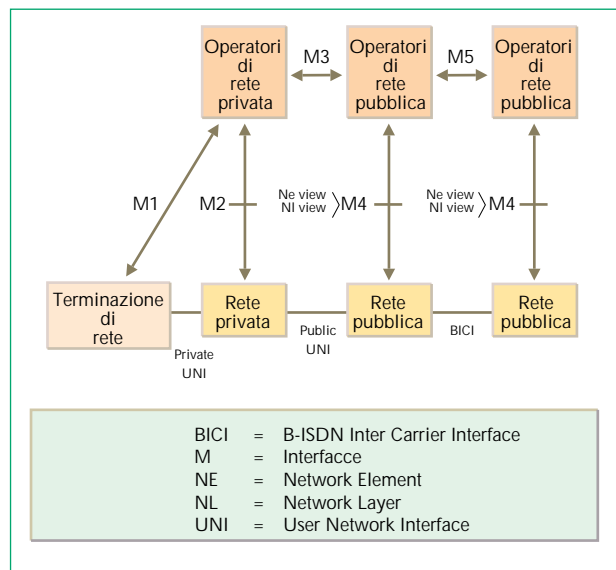 Operatori
di
rete
privata
M3
Operatori
di
rete
pubblica
M5
Operatori
di
rete
pubblica
M1
M2
Ne view
NI view
M4
Ne view
NI view
M4
Terminazione
di
rete
Private
UNI
Rete
privata
Public
UNI
Rete
pubblica
BICI
Rete
pubblica
BICI = B-ISDN Inter Carrier Interface
M = Interfacce
NE = Network Element
NL = Network Layer
UNI = User Network Interface